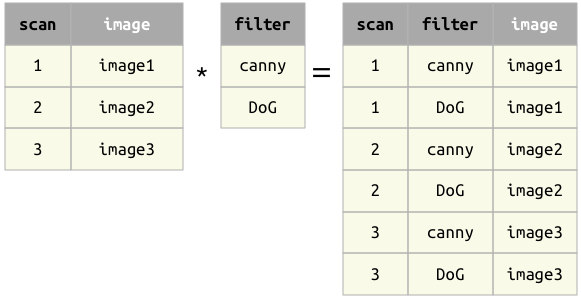 scan image
1 image1
2 image2
3 image3
*
filter
canny
DoG
=
scan filter image
1 canny image1
1 DoG image1
2 canny image2
2 DoG image2
3 canny image3
3 DoG image3